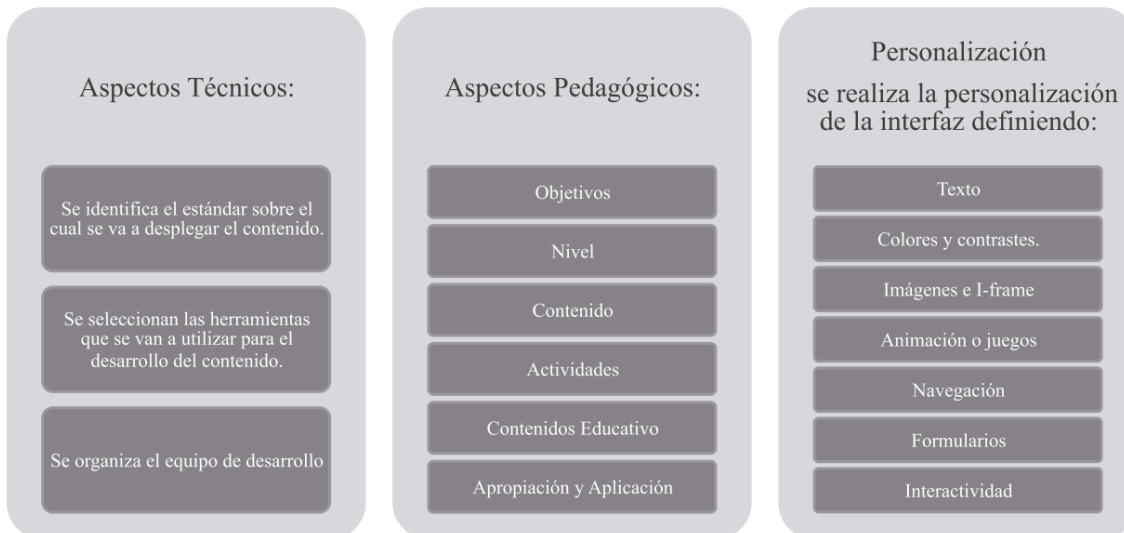 Aspectos Técnicos:
Se identifica el estándar sobre el
cual se va a desplegar el contenido.
Se seleccionan las herramientas
que se van a utilizar para el
desarrollo del contenido.
Se organiza el equipo de desarrollo
Aspectos Pedagógicos:
Objetivos
Nivel
Contenido
Actividades
Contenidos Educativo
Apropiación y Aplicación
Personalización
se realiza la personalización
de la interfaz definiendo:
Texto
Colores y contrastes.
Imágenes e I-frame
Animación o juegos
Navegación
Formularios
Interactividad